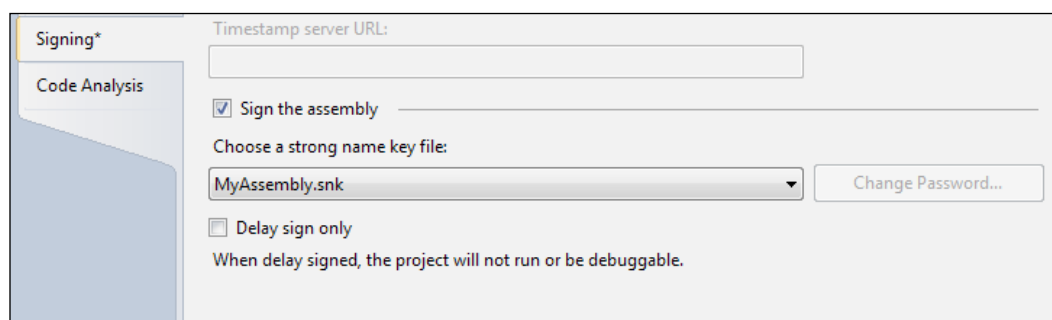 Signing*
Code Analysis
Timestamp server URL:
Sign the assembly
Choose a strong name key file:
MyAssembly.snk
Change Password...
Delay sign only
When delay signed, the project will not run or be debuggable.